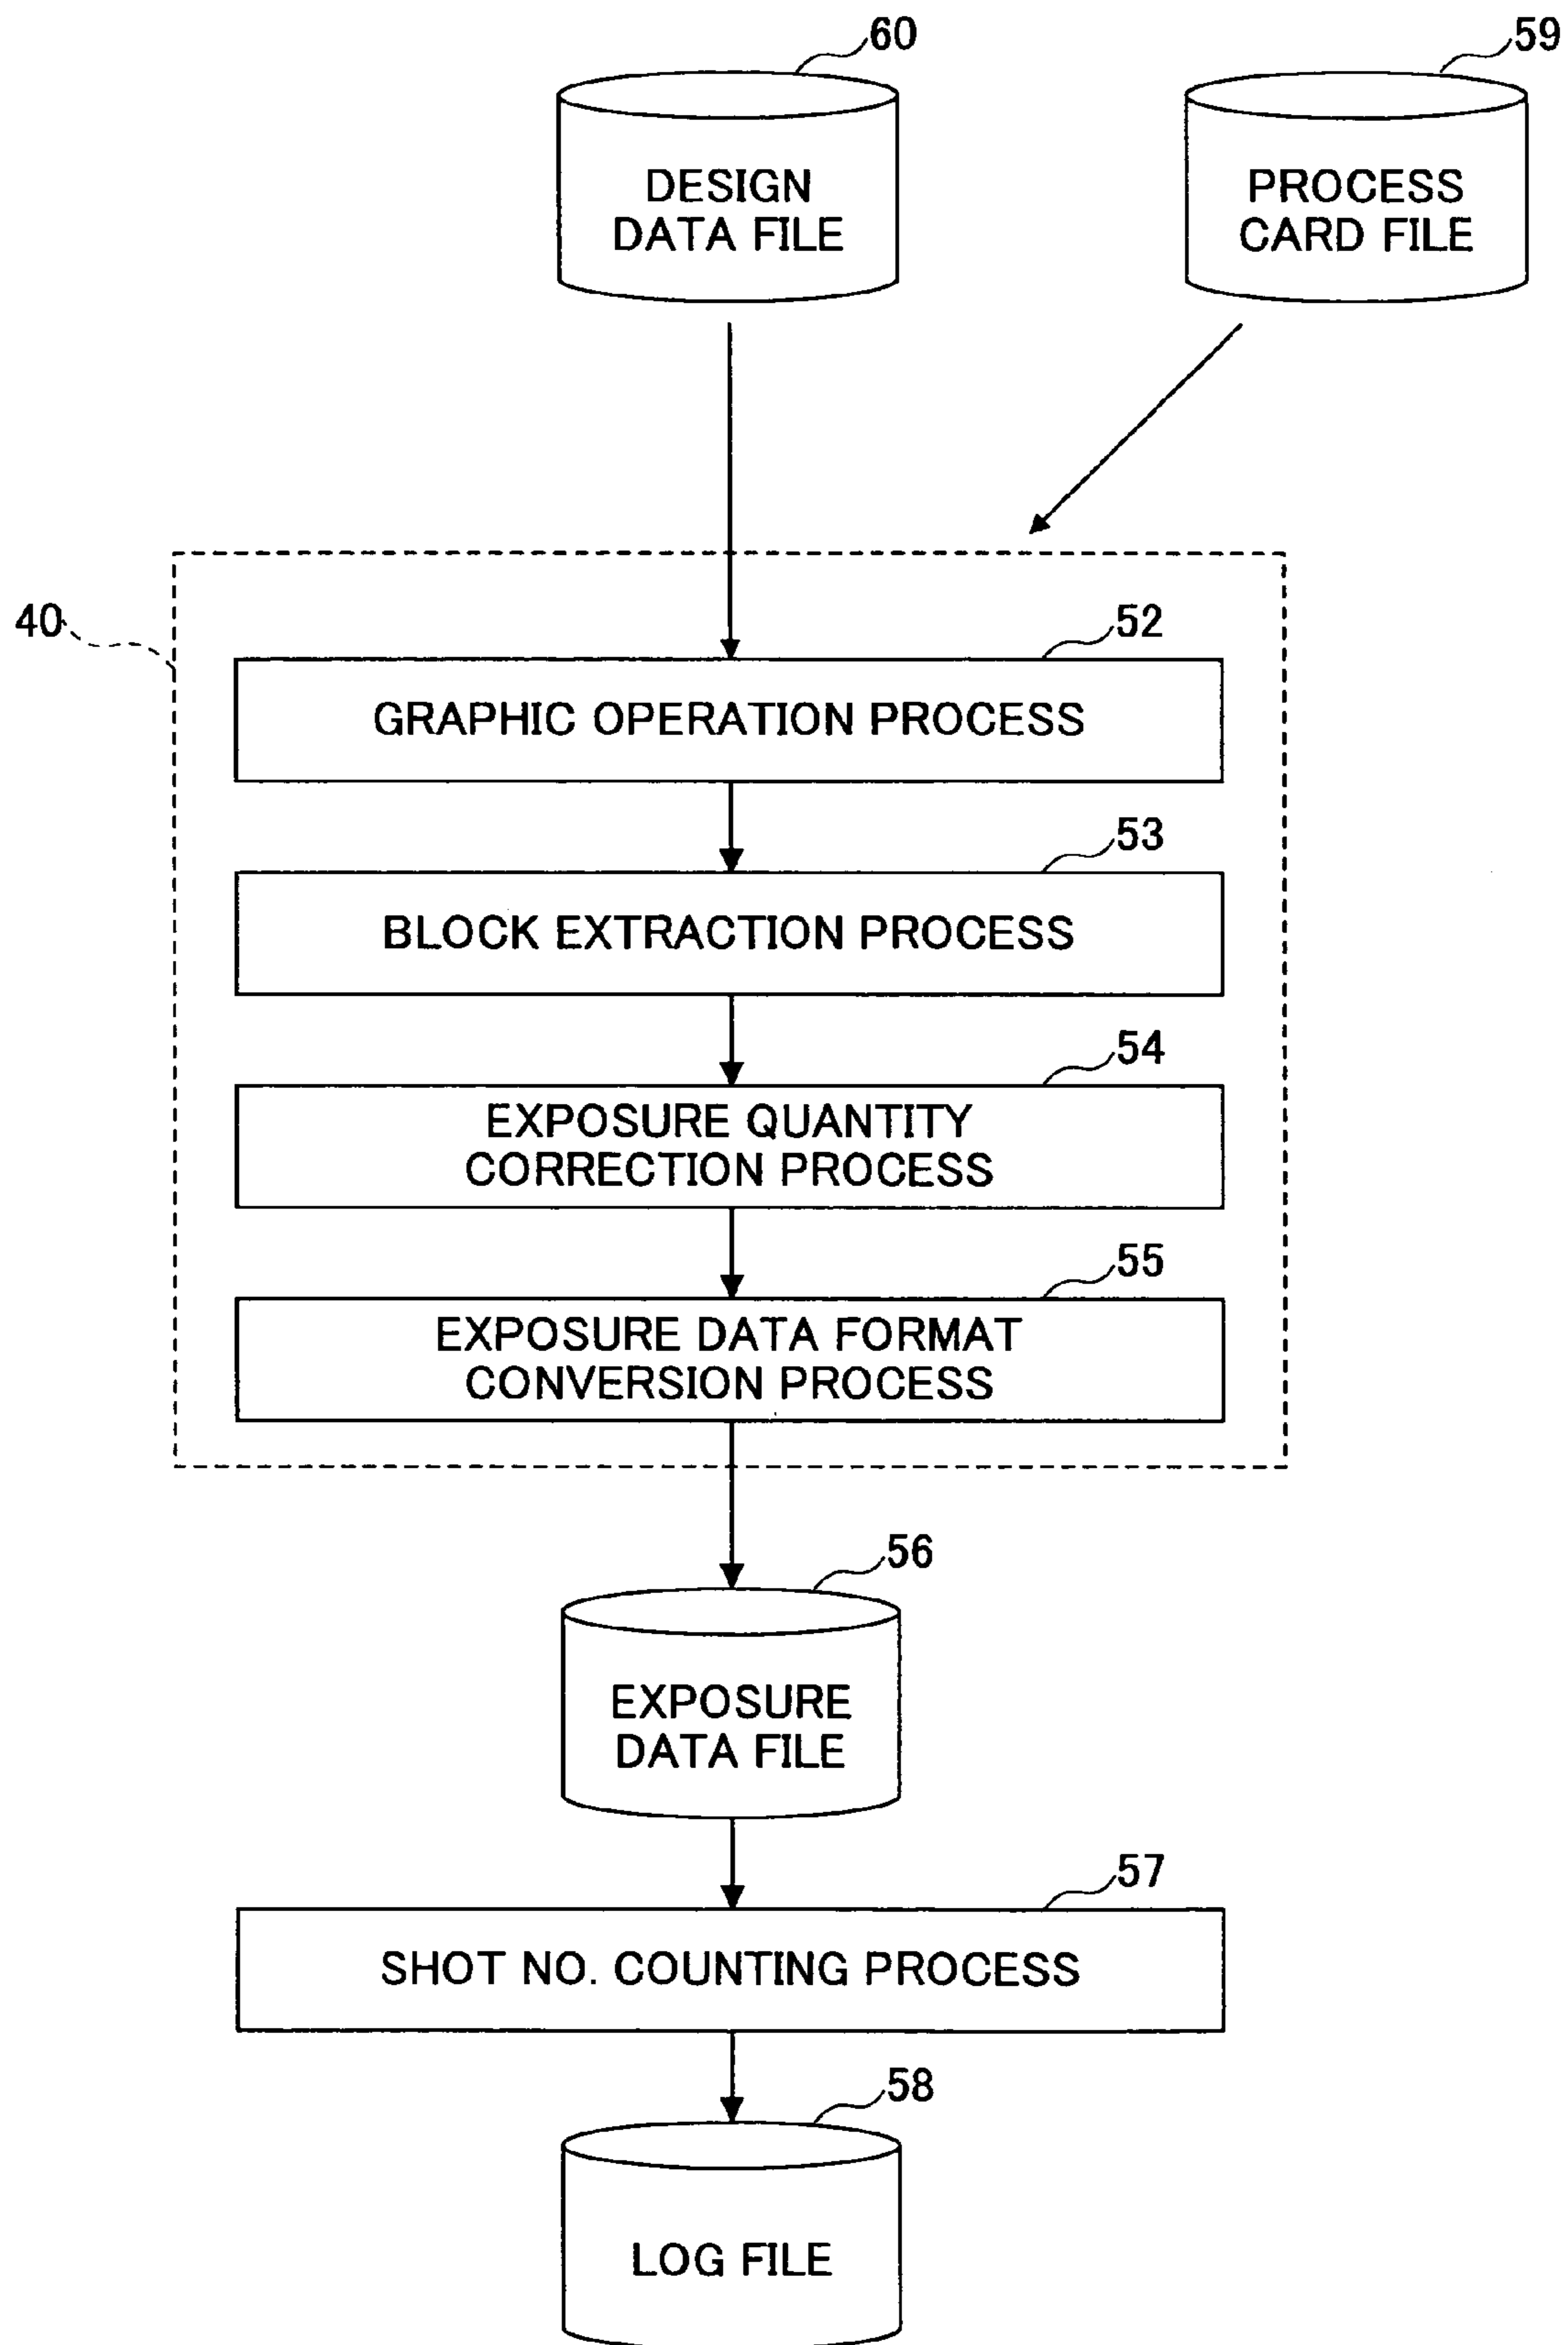 60
59
DESIGN
DATA FILE
PROCESS
CARD FILE
40
52
GRAPHIC OPERATION PROCESS
53
BLOCK EXTRACTION PROCESS
54
EXPOSURE QUANTITY
CORRECTION PROCESS
55
EXPOSURE DATA FORMAT
CONVERSION PROCESS
56
EXPOSURE
DATA FILE
57
SHOT NO. COUNTING PROCESS
58
LOG FILE